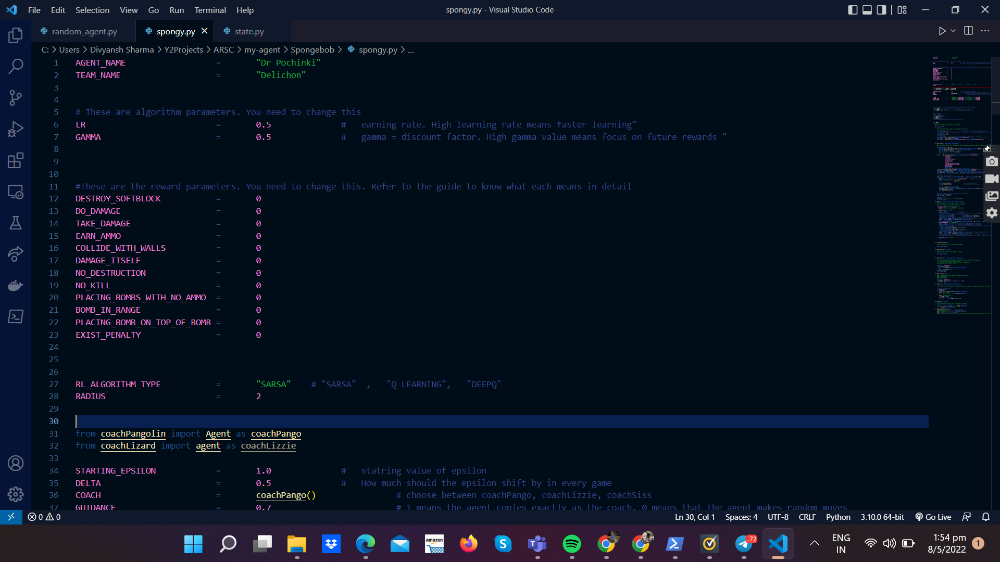 File Edit Selection View Go Run Terminal Help
spongy.py - Visual Studio Code
random_agent.py spongy.py state.py
C: > Users > Divyansh Sharma > Y2Projects > ARSC > my-agent > Spongebob > spongy.py > ...
1 AGENT_NAME = "Dr Pochinki"
2 TEAM_NAME = "Delichon"
3
4
5 # These are algorithm parameters. You need to change this
6 LR = 0.5 # earning rate. High learning rate means faster learning"
7 GAMMA = 0.5 # gamma = discount factor. High gamma value means focus on future rewards "
8
9
10
11 #These are the reward parameters. You need to change this. Refer to the guide to know what each means in detail
12 DESTROY_SOFTBLOCK = 0
13 DO_DAMAGE = 0
14 TAKE_DAMAGE = 0
15 EARN_AMMO = 0
16 COLLIDE_WITH_WALLS = 0
17 DAMAGE_ITSELF = 0
18 NO_DESTRUCTION = 0
19 NO_KILL = 0
20 PLACING_BOMBS_WITH_NO_AMMO = 0
21 BOMB_IN_RANGE = 0
22 PLACING_BOMB_ON_TOP_OF_BOMB = 0
23 EXIST_PENALTY = 0
24
25
26
27 RL_ALGORITHM_TYPE = "SARSA" # "SARSA" , "Q_LEARNING", "DEEPQ"
28 RADIUS = 2
29
30
31 from coachPangolin import Agent as coachPango
32 from coachLizard import agent as coachLizzie
33
34 STARTING_EPSILON = 1.0 # statring value of epsilon
35 DELTA = 0.5 # How much should the epsilon shift by in every game
36 COACH = coachPango() # choose between coachPango, coachLizzie, coachSiss
37 GUIDANCE = 0.7 # 1 means the agent copies exactly as the coach. 0 means that the agent makes random moves
0 0 Ln 30, Col 1 Spaces: 4 UTF-8 CRLF Python 3.10.0 64-bit Go Live
amazon
S
72
ENG
IN
1:54 pm
8/5/2022
1